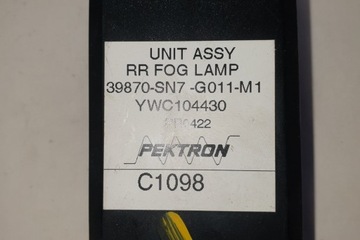 UNIT ASSY
RR FOG LAMP
39870-SN7 -G011-M1
YWC104430
PEKTRON
C1098